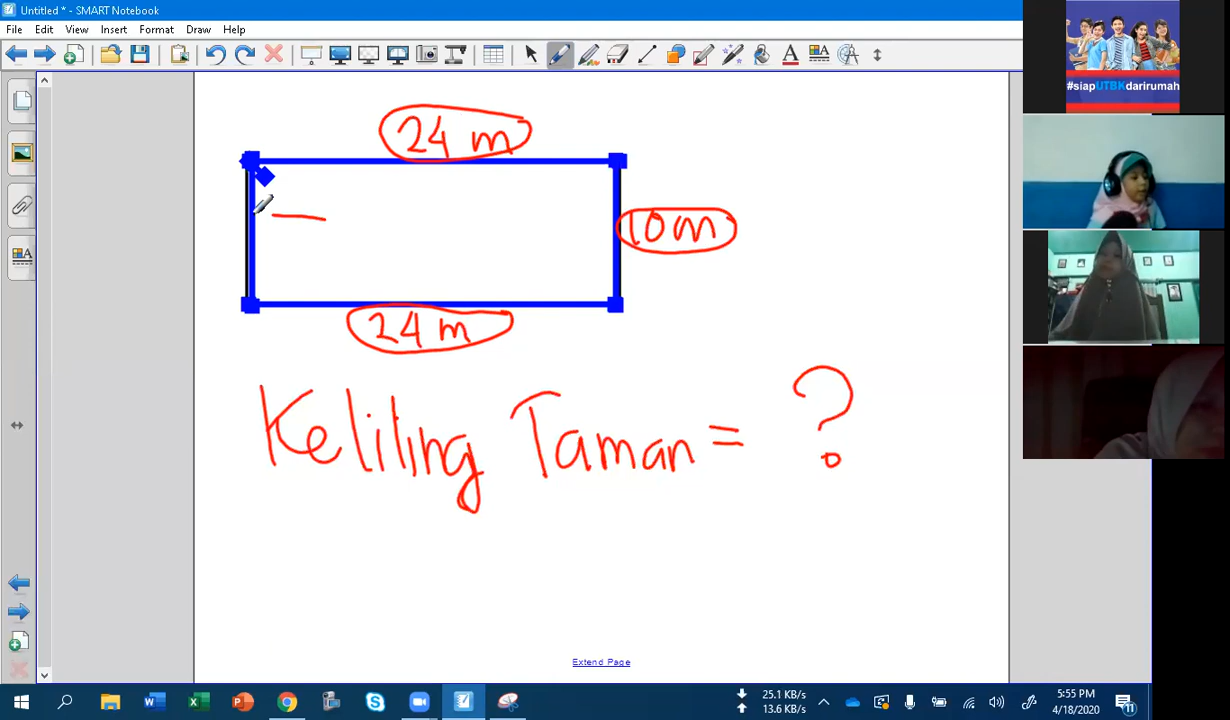 Untitled * - SMART Notebook
File Edit View Insert Format Draw Help
#siapUTBKdarirumah
24 m
10 m
24 m
Keliling Taman = ?
Extend Page
25.1 KB/s
13.6 KB/s
5:55 PM
4/18/2020
11